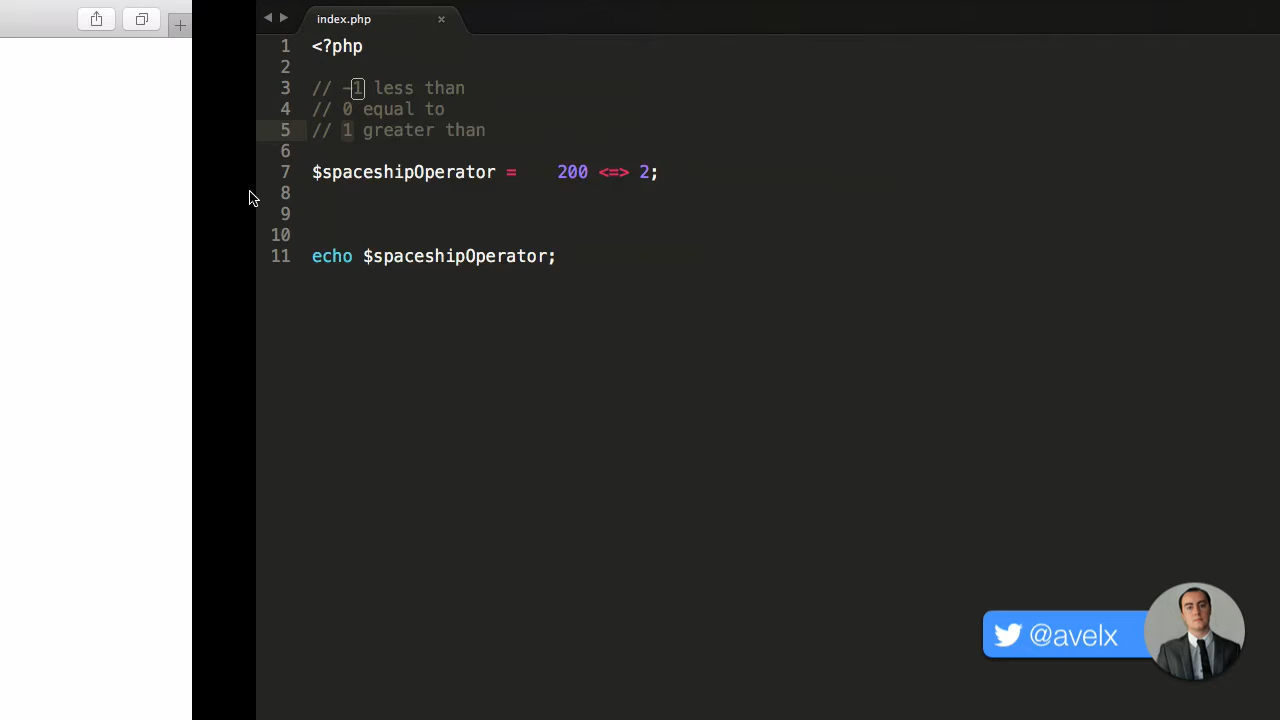 index.php
1 <?php
2
3 // -1 less than
4 // 0 equal to
5 // 1 greater than
6
7 $spaceshipOperator =    200 <=> 2;
8
9
10
11 echo $spaceshipOperator;
@avelx